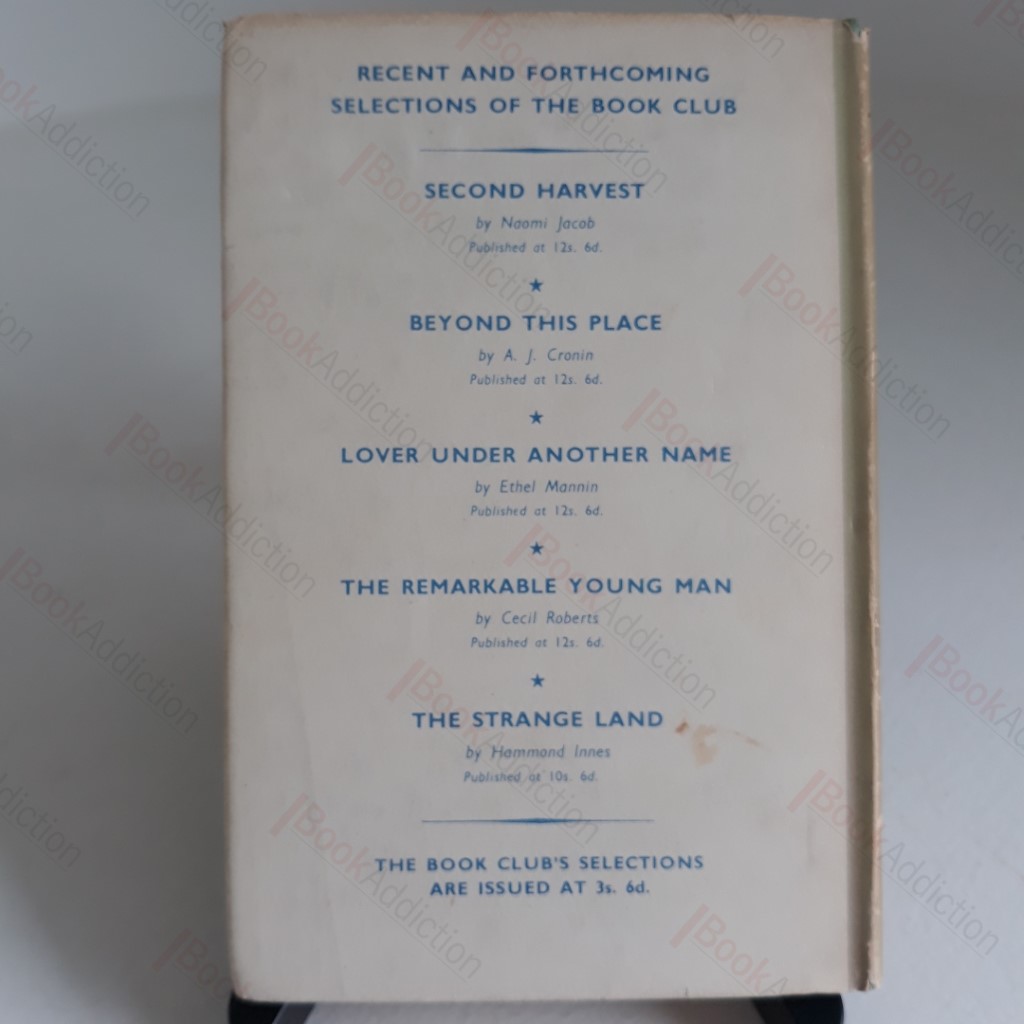 RECENT AND FORTHCOMING
SELECTIONS OF THE BOOK CLUB
SECOND HARVEST
by Naomi Jacob
Published at 12s. 6d.
★
BEYOND THIS PLACE
by A. J. Cronin
Published at 12s. 6d.
★
LOVER UNDER ANOTHER NAME
by Ethel Mannin
Published at 12s. 6d.
★
THE REMARKABLE YOUNG MAN
by Cecil Roberts
Published at 12s. 6d.
★
THE STRANGE LAND
by Hammond Innes
Published at 10s. 6d.
THE BOOK CLUB'S SELECTIONS
ARE ISSUED AT 3s. 6d.
BookAddiction